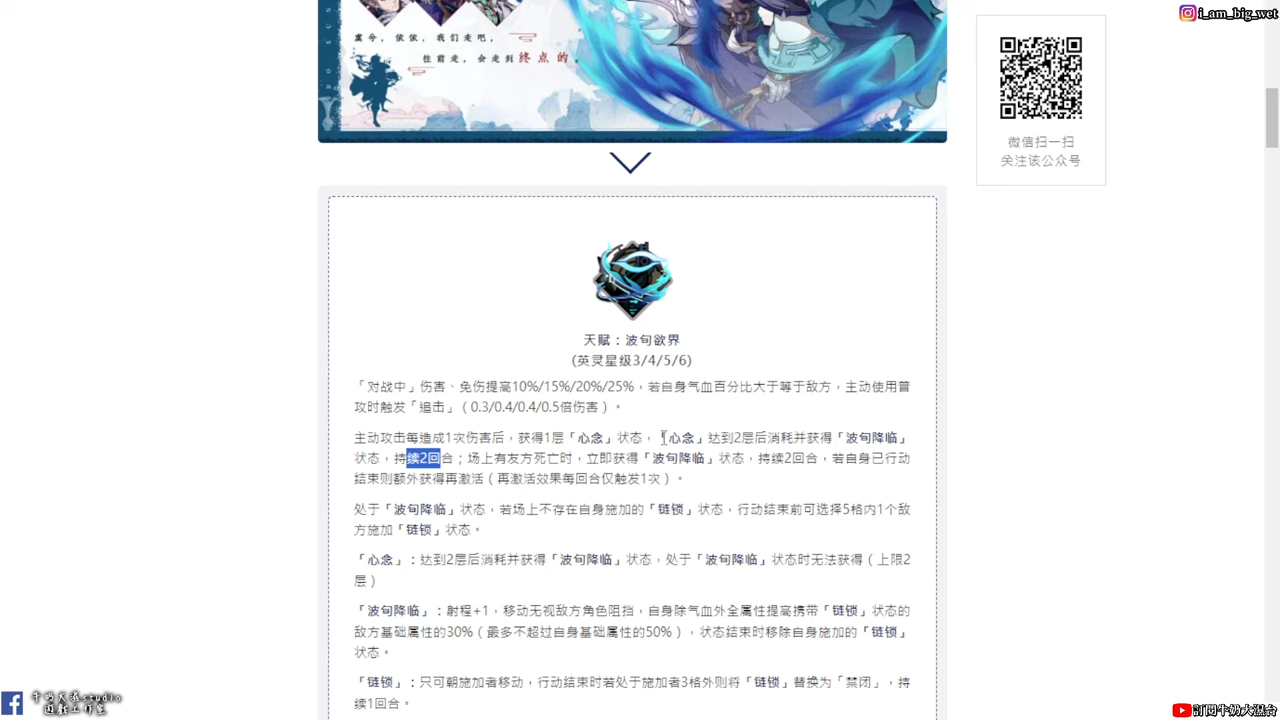 i_am_big_wet
虞兮，依依，我们走吧，
往前走，会走到终点的。
微信扫一扫
关注该公众号
天赋：波旬欲界
(英灵星级3/4/5/6)
「对战中」伤害、免伤提高10%/15%/20%/25%，若自身气血百分比大于等于敌方，主动使用普
攻时触发「追击」（0.3/0.4/0.4/0.5倍伤害）。
主动攻击每造成1次伤害后，获得1层「心念」状态，「心念」达到2层后消耗并获得「波旬降临」
状态，持续2回合；场上有友方死亡时，立即获得「波旬降临」状态，持续2回合，若自身已行动
结束则额外获得再激活（再激活效果每回合仅触发1次）。
处于「波旬降临」状态，若场上不存在自身施加的「链锁」状态，行动结束前可选择5格内1个敌
方施加「链锁」状态。
「心念」：达到2层后消耗并获得「波旬降临」状态，处于「波旬降临」状态时无法获得（上限2
层）
「波旬降临」：射程+1，移动无视敌方角色阻挡，自身除气血外全属性提高携带「链锁」状态的
敌方基础属性的30%（最多不超过自身基础属性的50%），状态结束时移除自身施加的「链锁」
状态。
「链锁」：只可朝施加者移动，行动结束时若处于施加者3格外则将「链锁」替换为「禁闭」，持
续1回合。
牛奶大混studio
遊戲工作室
訂閱牛奶大混合